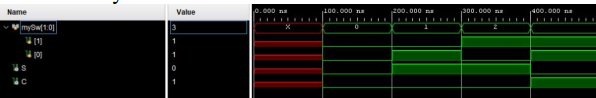 Name Value 0.000 ns 100.000 ns 200.000 ns 300.000 ns 400.000 ns
mySw[1:0] 3 X 0 1 2
[1] 1
[0] 1
S 0
C 1